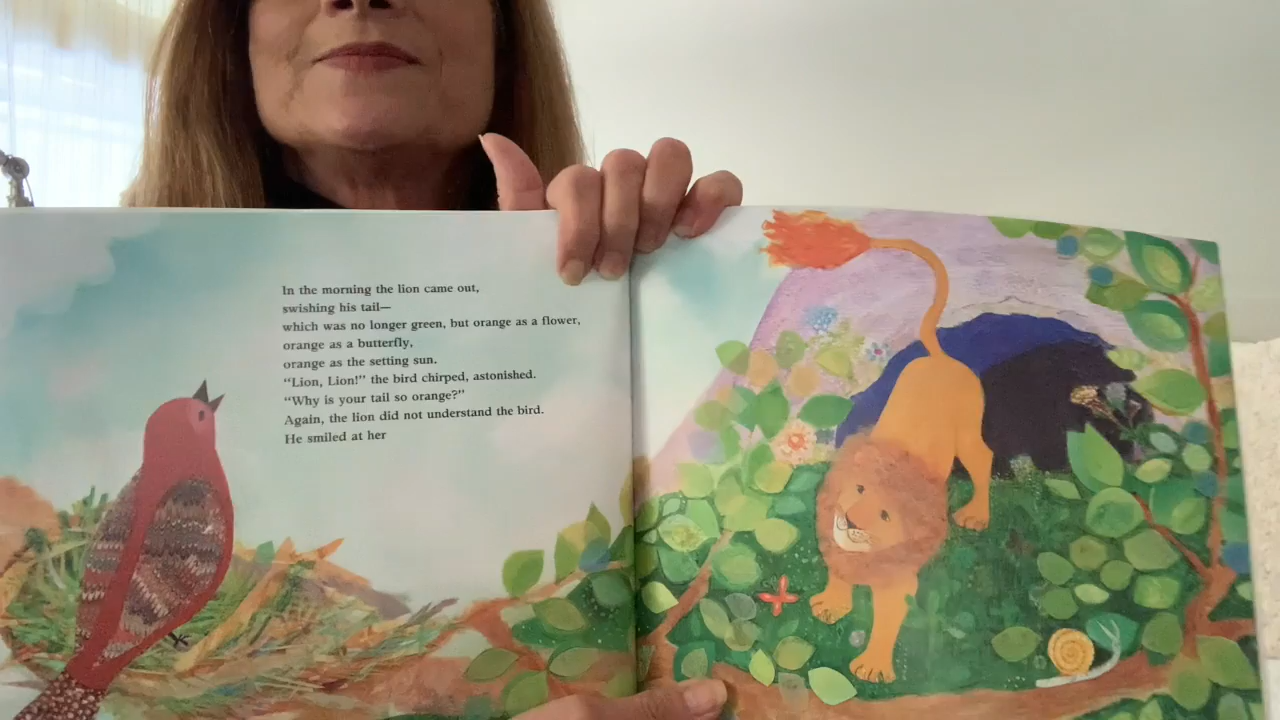 In the morning the lion came out,
swishing his tail—
which was no longer green, but orange as a flower,
orange as a butterfly,
orange as the setting sun.
“Lion, Lion!” the bird chirped, astonished.
“Why is your tail so orange?”
Again, the lion did not understand the bird.
He smiled at her